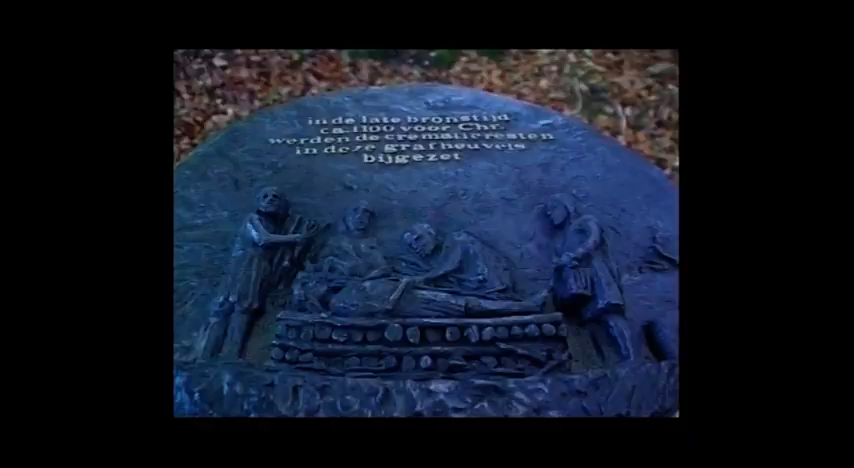 in de late bronstijd
ca 1100 voor Chr.
werden de crematieresten
in deze grafheuvels
bijgezet